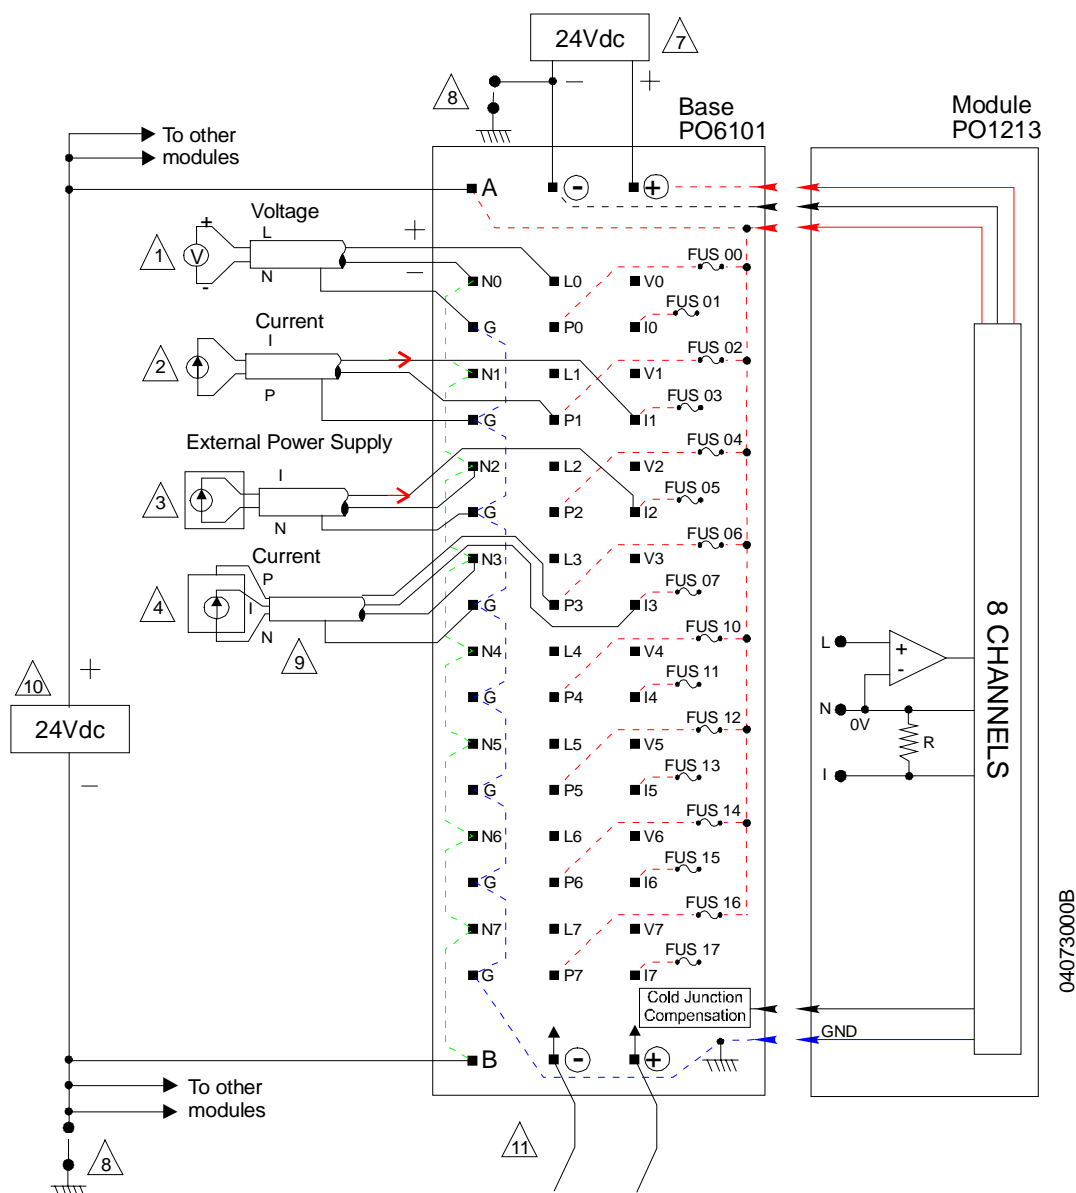 24Vdc
7
8
−
+
Base
PO6101
Module
PO1213
To other
modules
A
-
+
Voltage
L
+
1
V
-
N
+
−
N0
L0
V0
FUS 00
G
P0
I0
FUS 01
Current
I
2
P
N1
L1
V1
FUS 02
G
P1
I1
FUS 03
External Power Supply
I
3
N
N2
L2
V2
FUS 04
G
P2
I2
FUS 05
Current
P
4
I
N
9
N3
L3
V3
FUS 06
G
P3
I3
FUS 07
N4
L4
V4
FUS 10
G
P4
I4
FUS 11
10
+
24Vdc
−
N5
L5
V5
FUS 12
G
P5
I5
FUS 13
N6
L6
V6
FUS 14
G
P6
I6
FUS 15
N7
L7
V7
FUS 16
G
P7
I7
FUS 17
L
+
-
N
0V
R
I
8 CHANNELS
Cold Junction
Compensation
GND
B
-
+
To other
modules
8
11
04073000B